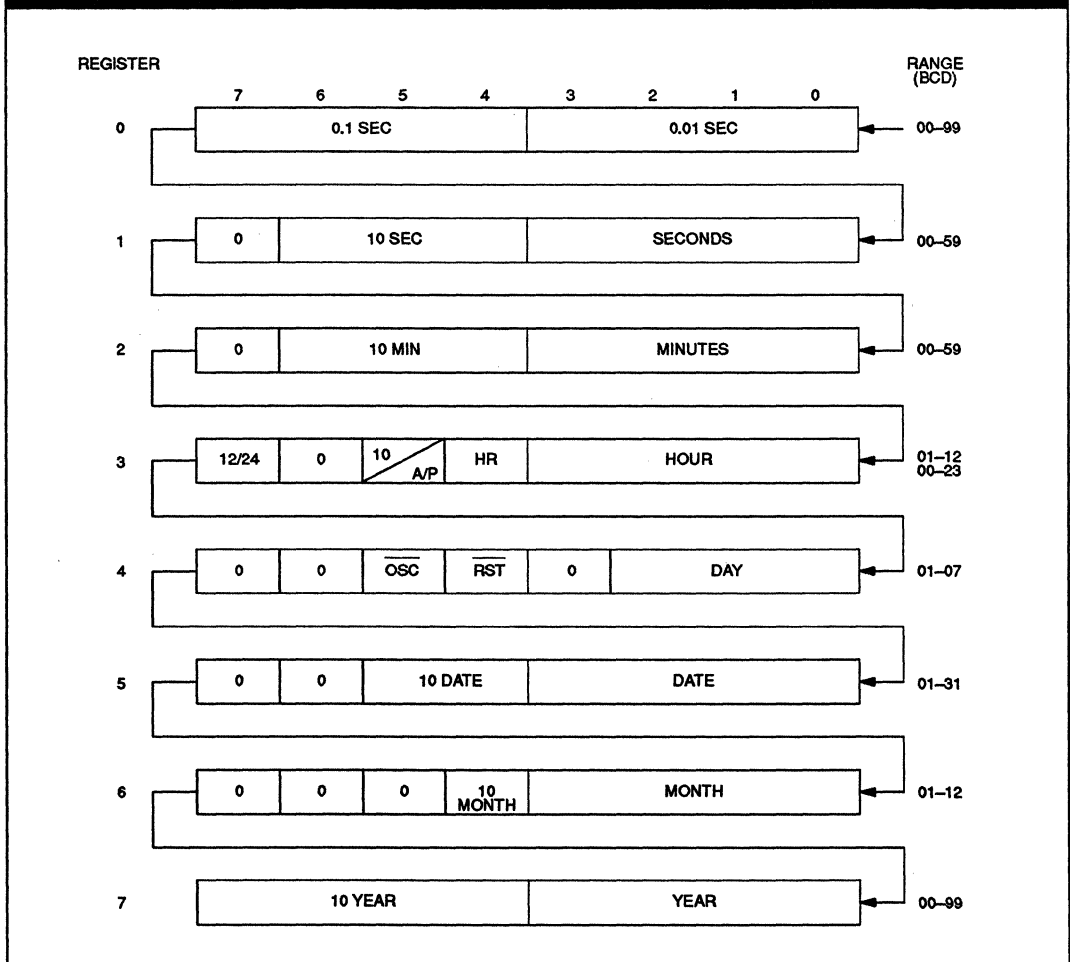 REGISTER
RANGE
(BCD)
7 6 5 4 3 2 1 0
0 0.1 SEC 0.01 SEC 00–99
1 0 10 SEC SECONDS 00–59
2 0 10 MIN MINUTES 00–59
3 12/24 0 10 A/P HR HOUR 01–12
00–23
4 0 0 OSC RST 0 DAY 01–07
5 0 0 10 DATE DATE 01–31
6 0 0 0 10 MONTH MONTH 01–12
7 10 YEAR YEAR 00–99